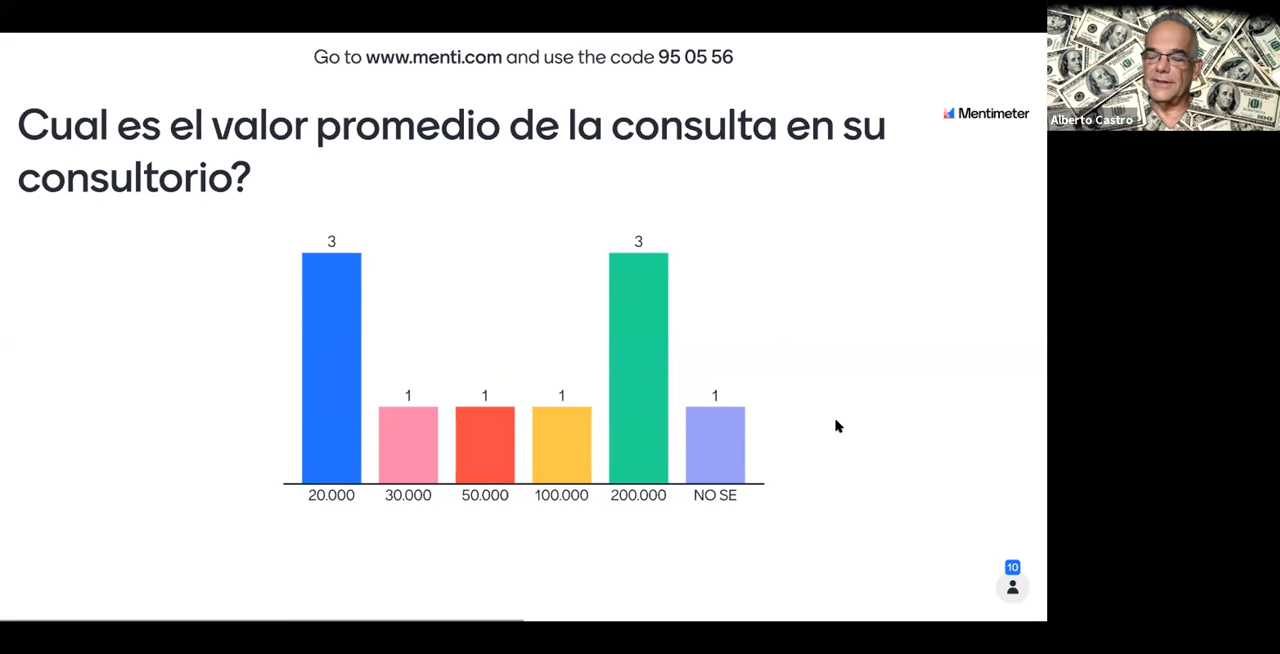 Go to www.menti.com and use the code 95 05 56
Cual es el valor promedio de la consulta en su
consultorio?
Mentimeter
Alberto Castro
3
1
1
1
3
1
20.000
30.000
50.000
100.000
200.000
NO SE
10